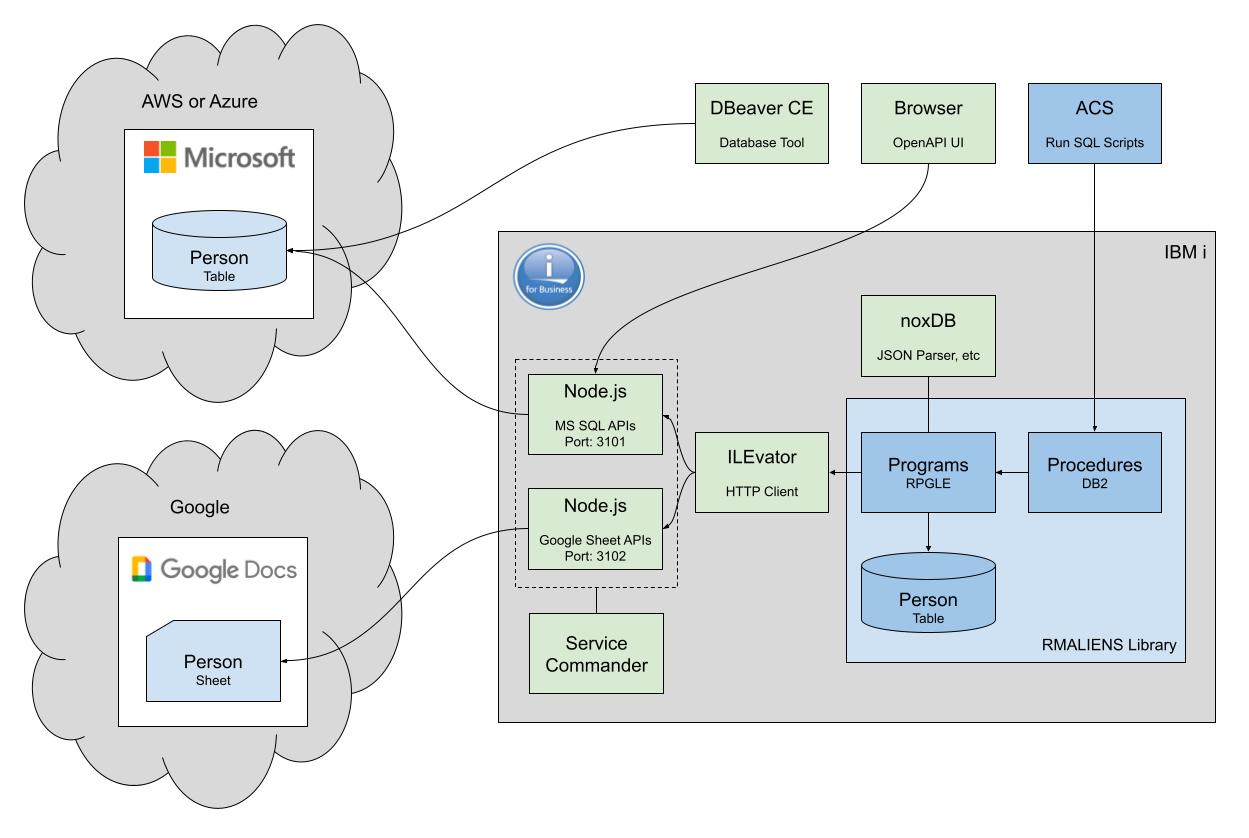 AWS or Azure
Microsoft
Person
Table
DBeaver CE
Database Tool
Browser
OpenAPI UI
ACS
Run SQL Scripts
IBM i
i
for Business
noxDB
JSON Parser, etc
Node.js
MS SQL APIs
Port: 3101
ILEvator
HTTP Client
Programs
RPGLE
Procedures
DB2
Node.js
Google Sheet APIs
Port: 3102
Person
Table
RMALIENS Library
Service
Commander
Google
Google Docs
Person
Sheet